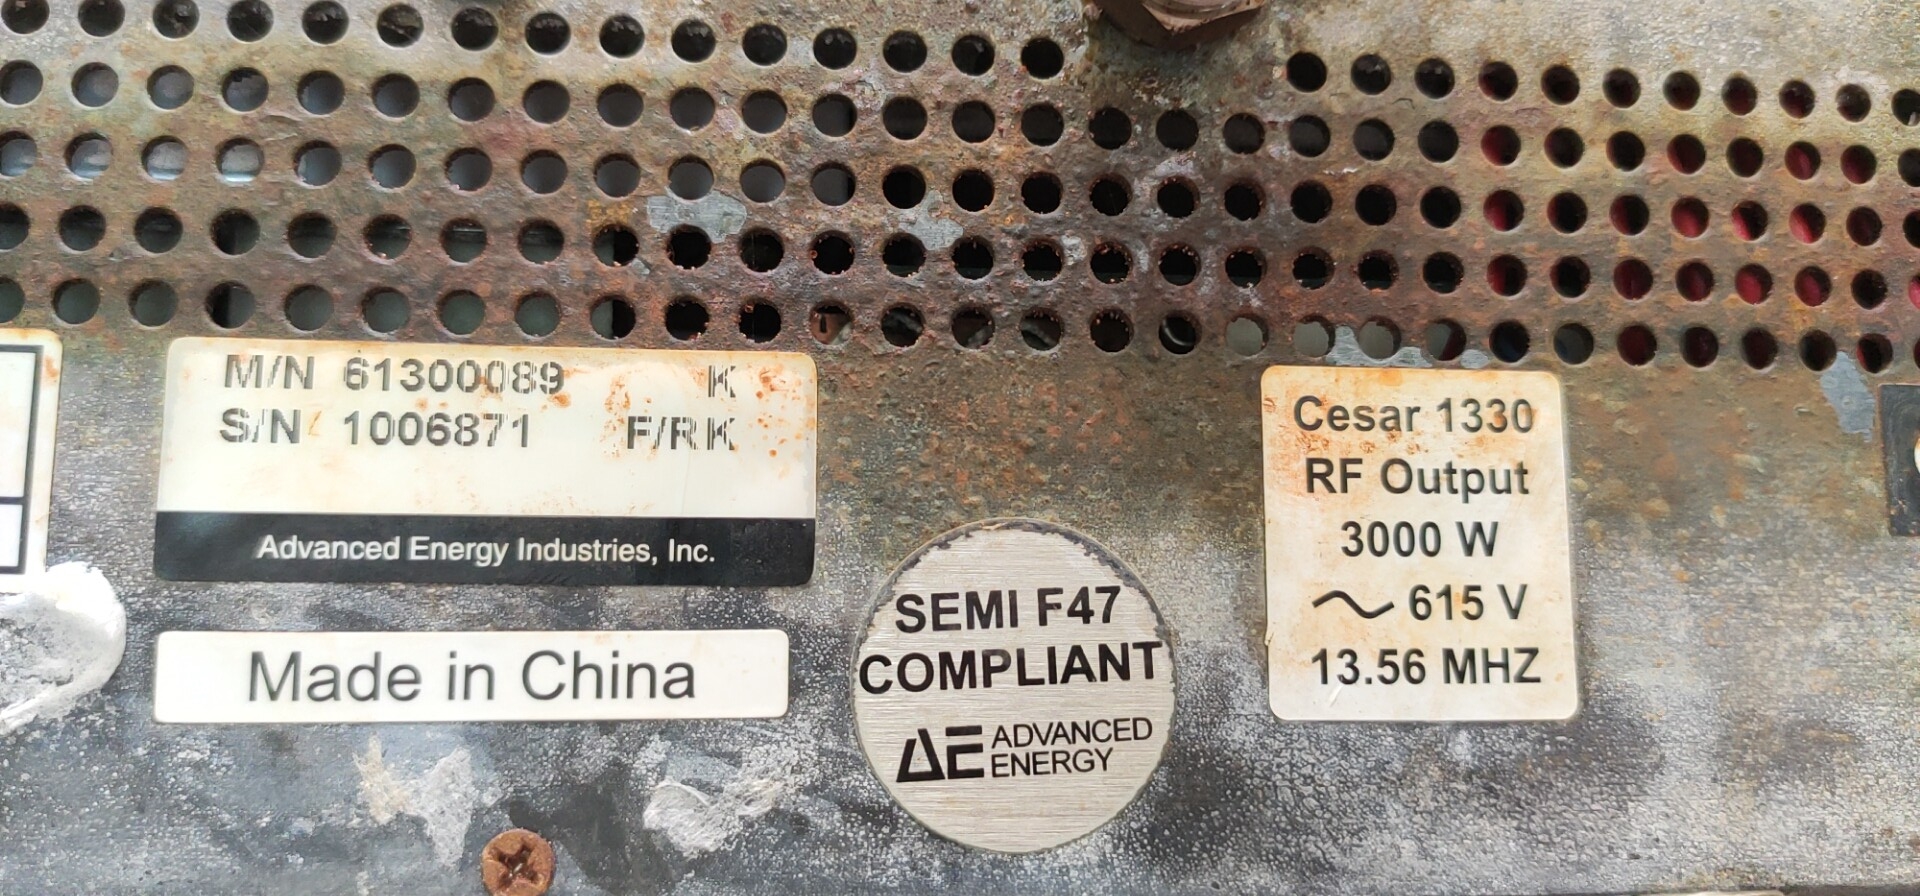 M/N 61300089 K
S/N 1006871 F/R K
Advanced Energy Industries, Inc.
Made in China
SEMI F47
COMPLIANT
AE ADVANCED
ENERGY
Cesar 1330
RF Output
3000 W
~ 615 V
13.56 MHZ